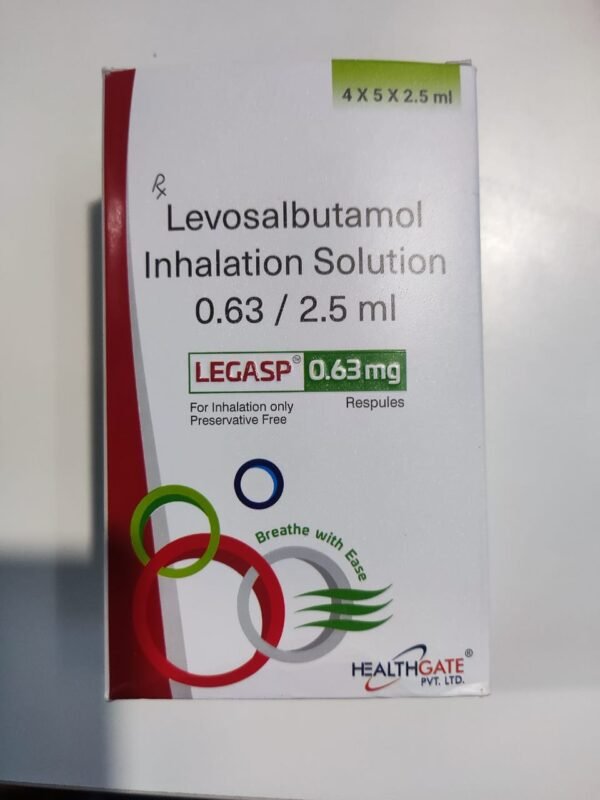 4 X 5 X 2.5 ml
Rx
Levosalbutamol
Inhalation Solution
0.63 / 2.5 ml
LEGASP™ 0.63mg
For Inhalation only
Preservative Free
Respules
Breathe with Ease
HEALTHGATE®
PVT. LTD.